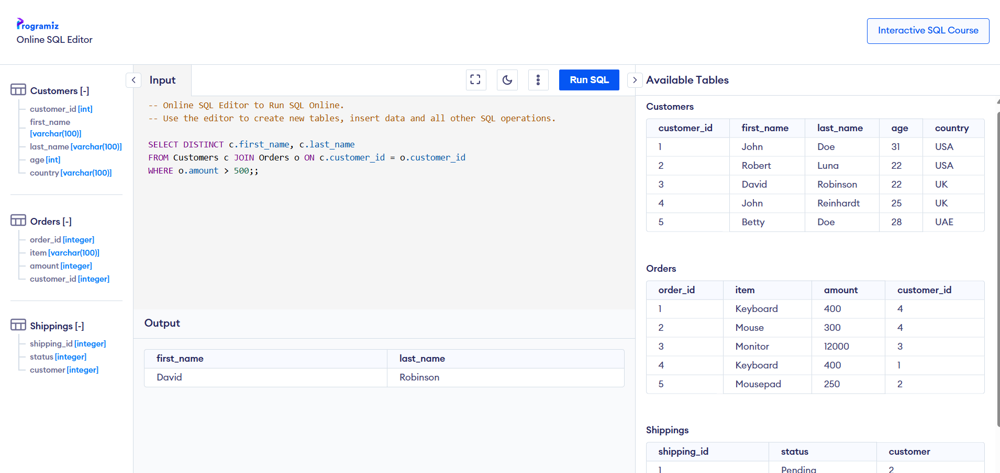 Programiz
Online SQL Editor
Interactive SQL Course
Customers [-]
customer_id [int]
first_name
[varchar(100)]
last_name [varchar(100)]
age [int]
country [varchar(100)]
Orders [-]
order_id [integer]
item [varchar(100)]
amount [integer]
customer_id [integer]
Shippings [-]
shipping_id [integer]
status [integer]
customer [integer]
Input
Run SQL
-- Online SQL Editor to Run SQL Online.
-- Use the editor to create new tables, insert data and all other SQL operations.
SELECT DISTINCT c.first_name, c.last_name
FROM Customers c JOIN Orders o ON c.customer_id = o.customer_id
WHERE o.amount > 500;;
Output
first_name last_name
David Robinson
Available Tables
Customers
customer_id first_name last_name age country
1 John Doe 31 USA
2 Robert Luna 22 USA
3 David Robinson 22 UK
4 John Reinhardt 25 UK
5 Betty Doe 28 UAE
Orders
order_id item amount customer_id
1 Keyboard 400 4
2 Mouse 300 4
3 Monitor 12000 3
4 Keyboard 400 1
5 Mousepad 250 2
Shippings
shipping_id status customer
1 Pending 2